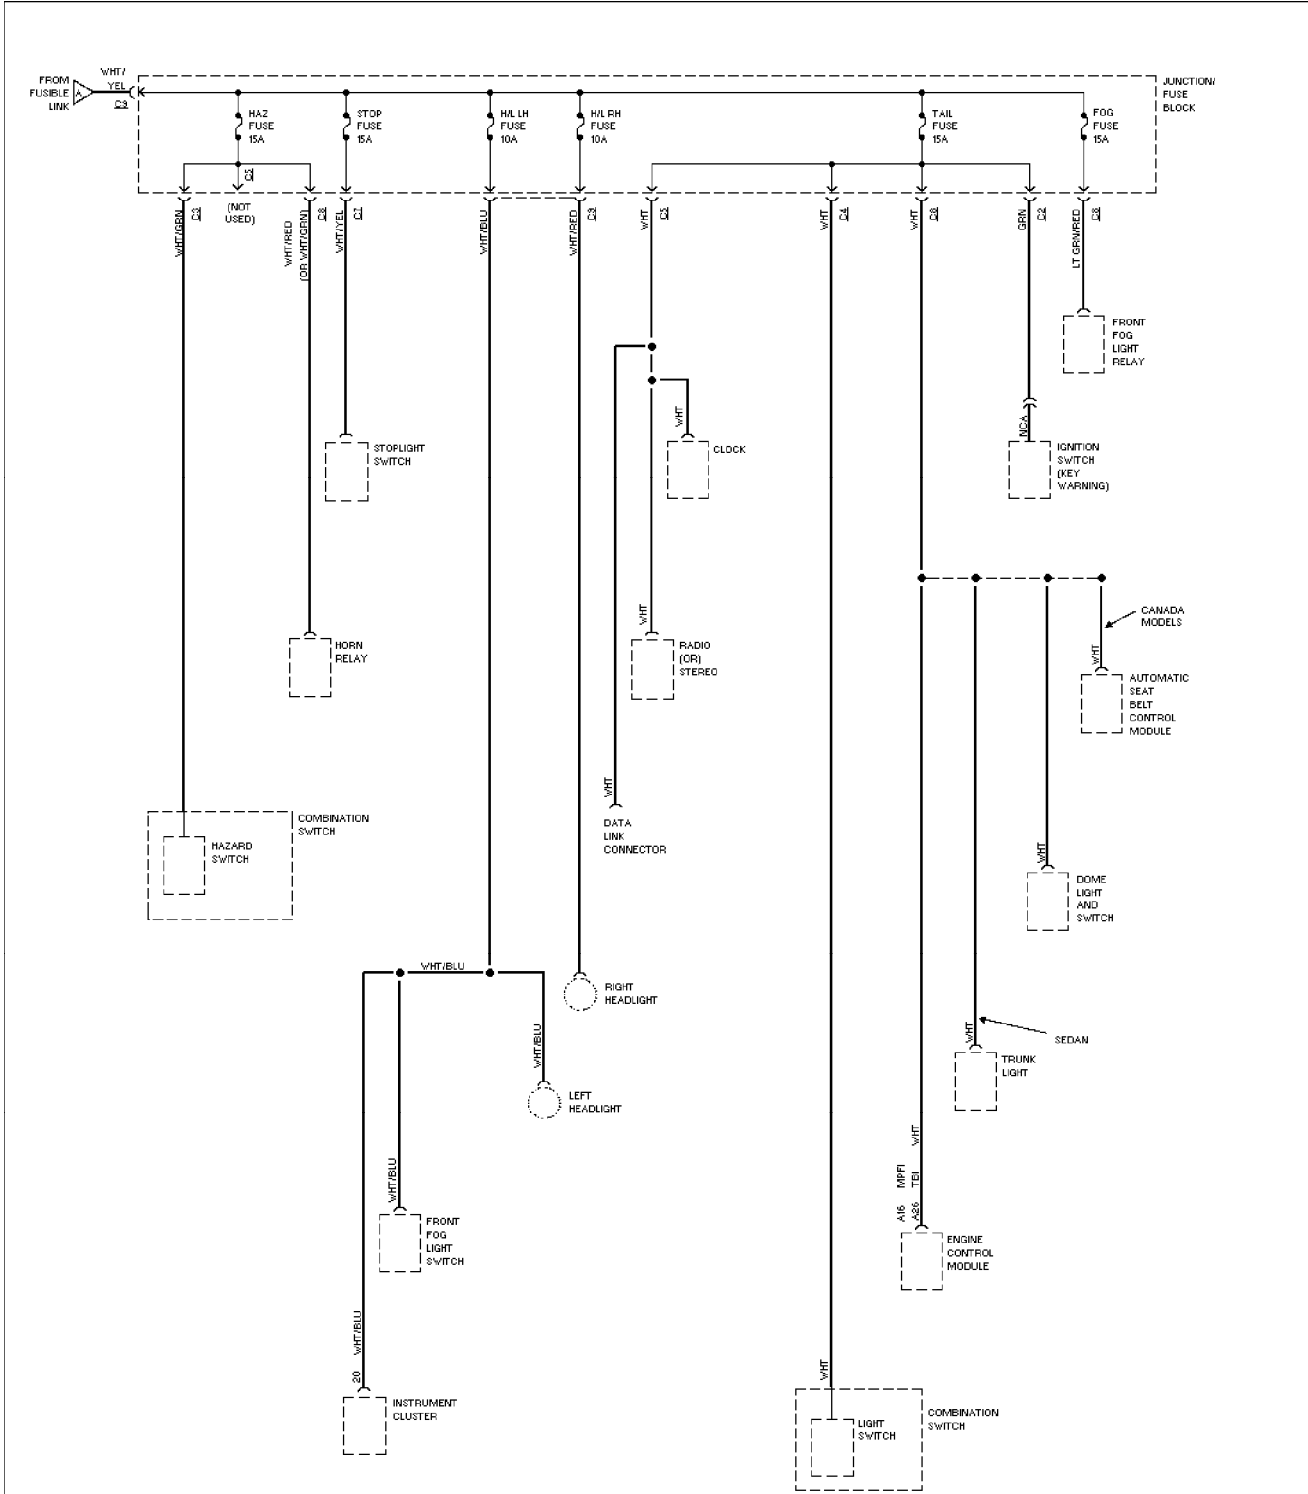 FROM
FUSIBLE
LINK
A
WHT/
YEL
C9
JUNCTION/
FUSE
BLOCK
HAZ
FUSE
15A
STOP
FUSE
15A
H/L LH
FUSE
10A
H/L RH
FUSE
10A
TAIL
FUSE
15A
FOG
FUSE
15A
C5
(NOT
USED)
WHT/GRN
C3
WHT/RED
(OR WHT/GRN)
C8
WHT/YEL
C7
WHT/BLU
WHT/RED
C9
WHT
C5
WHT
C4
WHT
C6
GRN
C2
LT GRN/RED
C8
FRONT
FOG
LIGHT
RELAY
WHT
CLOCK
STOPLIGHT
SWITCH
NCA
IGNITION
SWITCH
(KEY
WARNING)
CANADA
MODELS
WHT
AUTOMATIC
SEAT
BELT
CONTROL
MODULE
HORN
RELAY
WHT
RADIO
(OR)
STEREO
WHT
DATA
LINK
CONNECTOR
COMBINATION
SWITCH
HAZARD
SWITCH
WHT
DOME
LIGHT
AND
SWITCH
WHT/BLU
RIGHT
HEADLIGHT
WHT/BLU
LEFT
HEADLIGHT
WHT
SEDAN
TRUNK
LIGHT
WHT/BLU
FRONT
FOG
LIGHT
SWITCH
WHT
MPFI
TBI
A16
A26
ENGINE
CONTROL
MODULE
WHT/BLU
20
INSTRUMENT
CLUSTER
WHT
COMBINATION
SWITCH
LIGHT
SWITCH